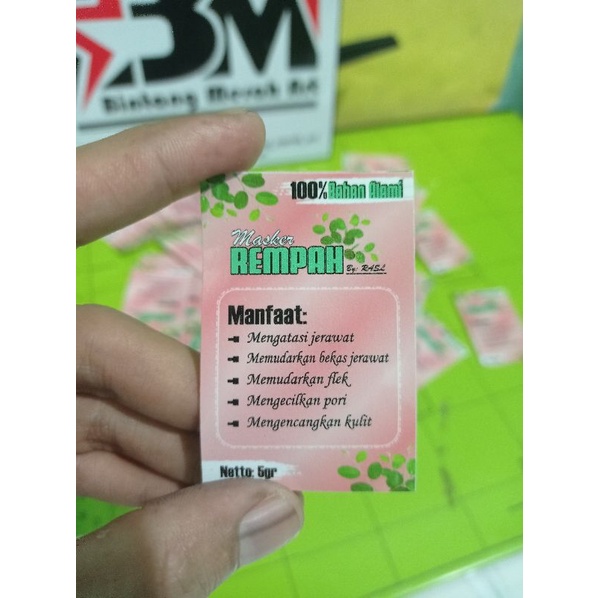 BM
Bintang Merah Art
100% Bahan Alami
Masker
REMPAH
By: RASL
Manfaat:
Mengatasi jerawat
Memudarkan bekas jerawat
Memudarkan flek
Mengecilkan pori
Mengencangkan kulit
Netto: 5gr